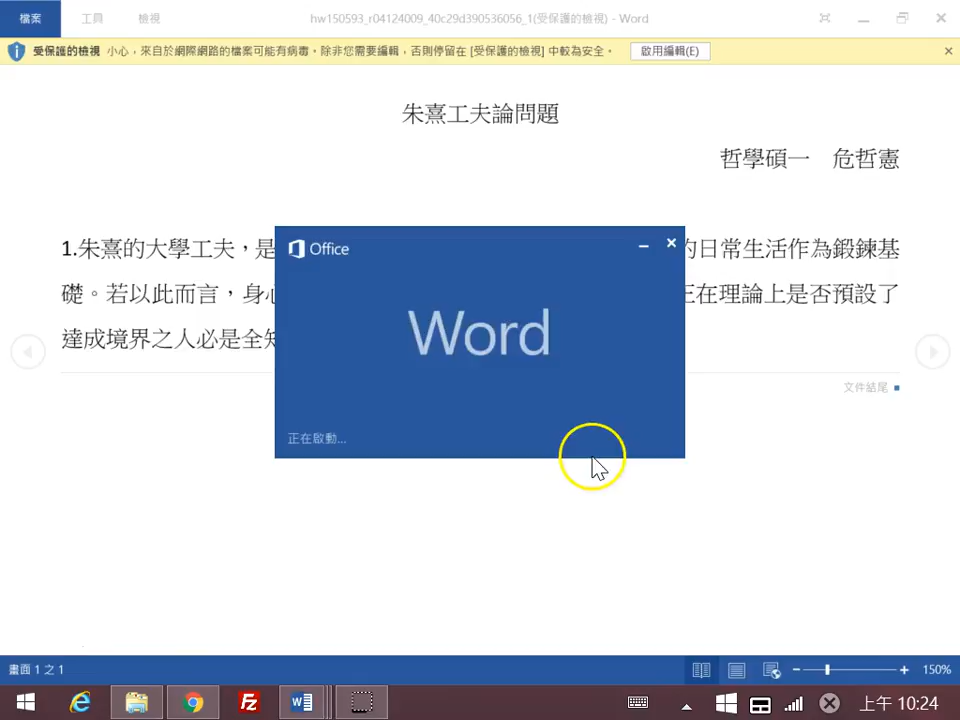 檔案 工具 檢視 hw150593_r04124009_40c29d390536056_1(受保護的檢視) - Word
受保護的檢視 小心，來自於網際網路的檔案可能有病毒。除非您需要編輯，否則停留在 [受保護的檢視] 中較為安全。 啟用編輯(E)
朱熹工夫論問題
哲學碩一 危哲憲
1.朱熹的大學工夫，是 的日常生活作為鍛鍊基
礎。若以此而言，身心 正在理論上是否預設了
達成境界之人必是全知
Office
Word
正在啟動...
文件結尾
畫面 1 之 1 150%
上午 10:24